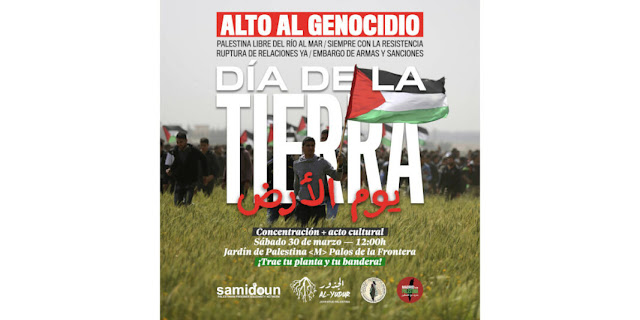 ALTO AL GENOCIDIO
PALESTINA LIBRE DEL RÍO AL MAR / SIEMPRE CON LA RESISTENCIA
RUPTURA DE RELACIONES YA / EMBARGO DE ARMAS Y SANCIONES
DÍA DE LA
TIERRA
يوم الأرض
Concentración + acto cultural
Sábado 30 de marzo — 12:00h
Jardín de Palestina <M> Palos de la Frontera
¡Trae tu planta y tu bandera!
samidoun
الجذور
AL-YUDUR